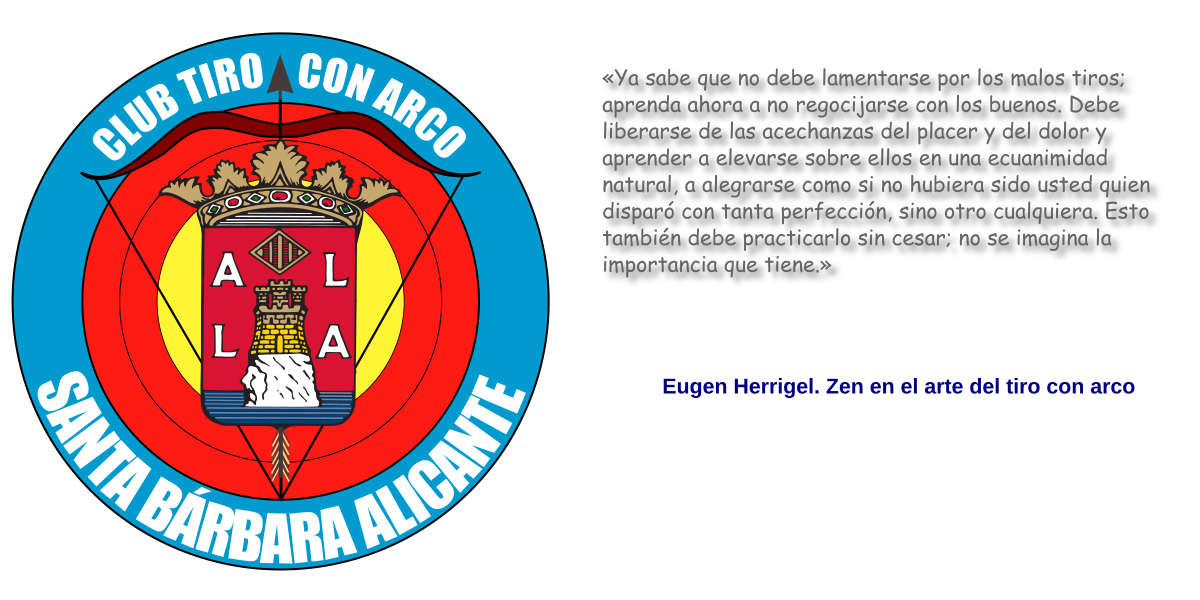 CLUB TIRO CON ARCO
A L
L A
SANTA BÁRBARA ALICANTE
«Ya sabe que no debe lamentarse por los malos tiros;
aprenda ahora a no regocijarse con los buenos. Debe
liberarse de las acechanzas del placer y del dolor y
aprender a elevarse sobre ellos en una ecuanimidad
natural, a alegrarse como si no hubiera sido usted quien
disparó con tanta perfección, sino otro cualquiera. Esto
también debe practicarlo sin cesar; no se imagina la
importancia que tiene.»
Eugen Herrigel. Zen en el arte del tiro con arco